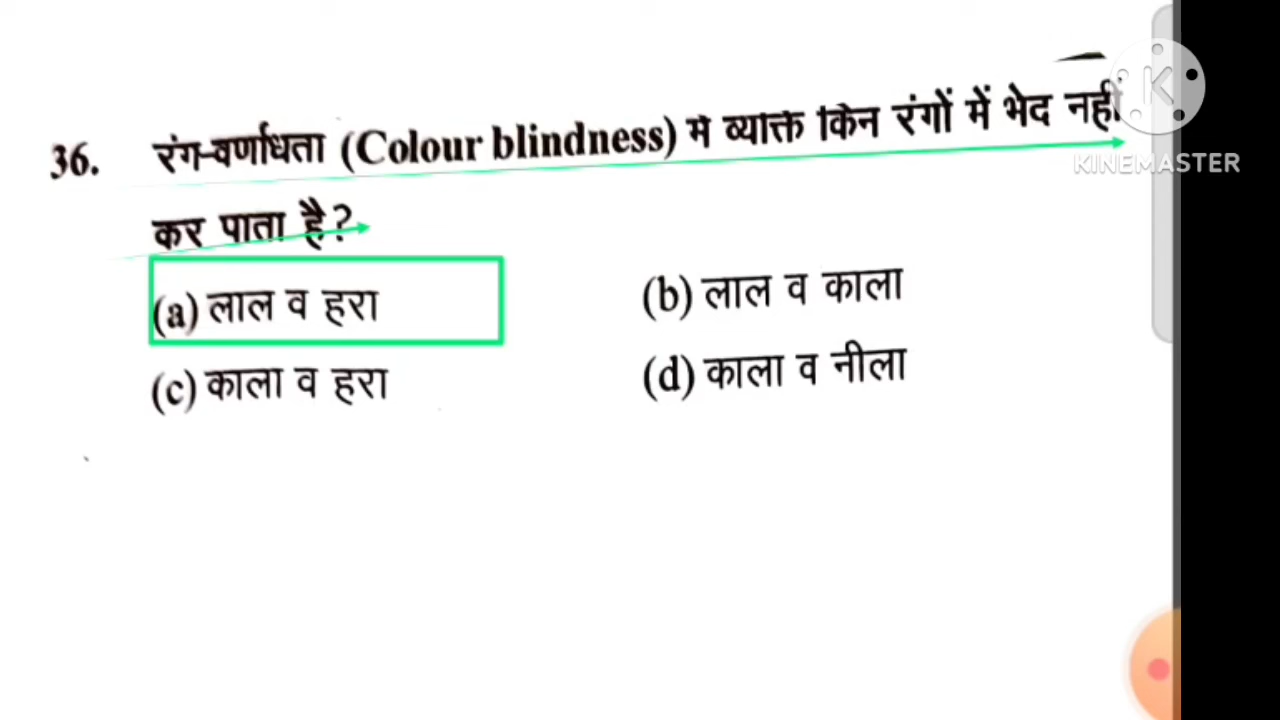 36. रंग-वर्णांधता (Colour blindness) में व्यक्ति किन रंगों में भेद नहीं
कर पाता है?
(a) लाल व हरा
(b) लाल व काला
(c) काला व हरा
(d) काला व नीला
KINEMASTER